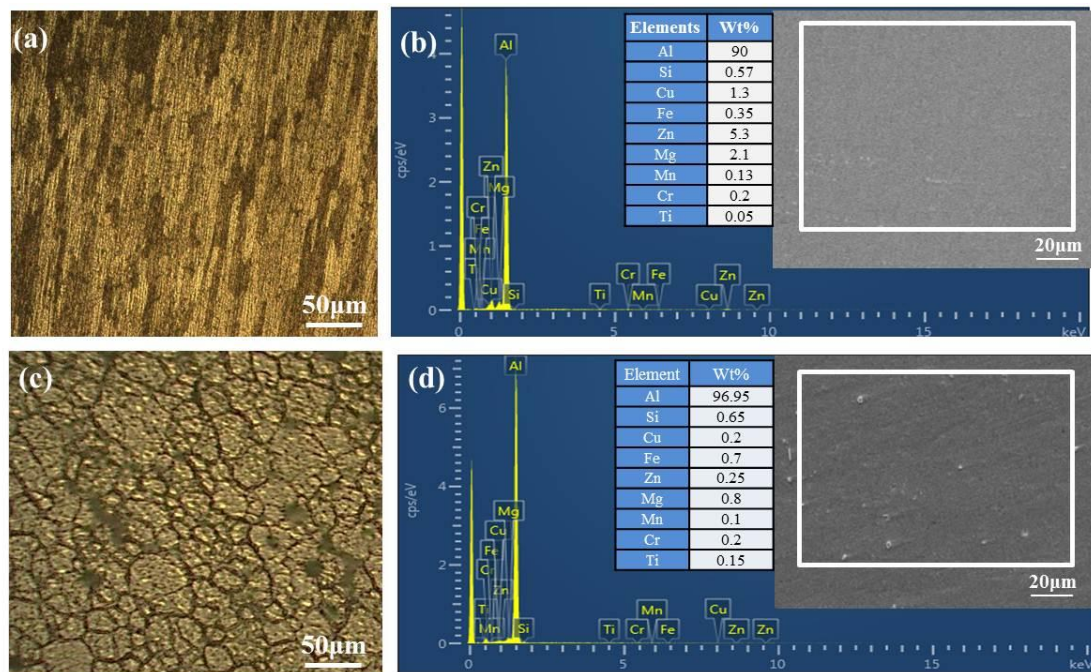 (a)
50μm
(b)
Elements Wt%
Al 90
Si 0.57
Cu 1.3
Fe 0.35
Zn 5.3
Mg 2.1
Mn 0.13
Cr 0.2
Ti 0.05
20μm
cps/eV
4
3
2
1
0
Al
Zn
Mg
Cr
Fe
Mn
T
Cu
Si
Ti
Cr
Mn
Fe
Cu
Zn
Zn
0 5 10 15 keV
(c)
50μm
(d)
Element Wt%
Al 96.95
Si 0.65
Cu 0.2
Fe 0.7
Zn 0.25
Mg 0.8
Mn 0.1
Cr 0.2
Ti 0.15
20μm
cps/eV
6
4
2
0
Al
Mg
Cu
Fe
Cr
Zn
T
Mn
Si
Ti
Cr
Mn
Fe
Cu
Zn
Zn
0 5 10 15 keV